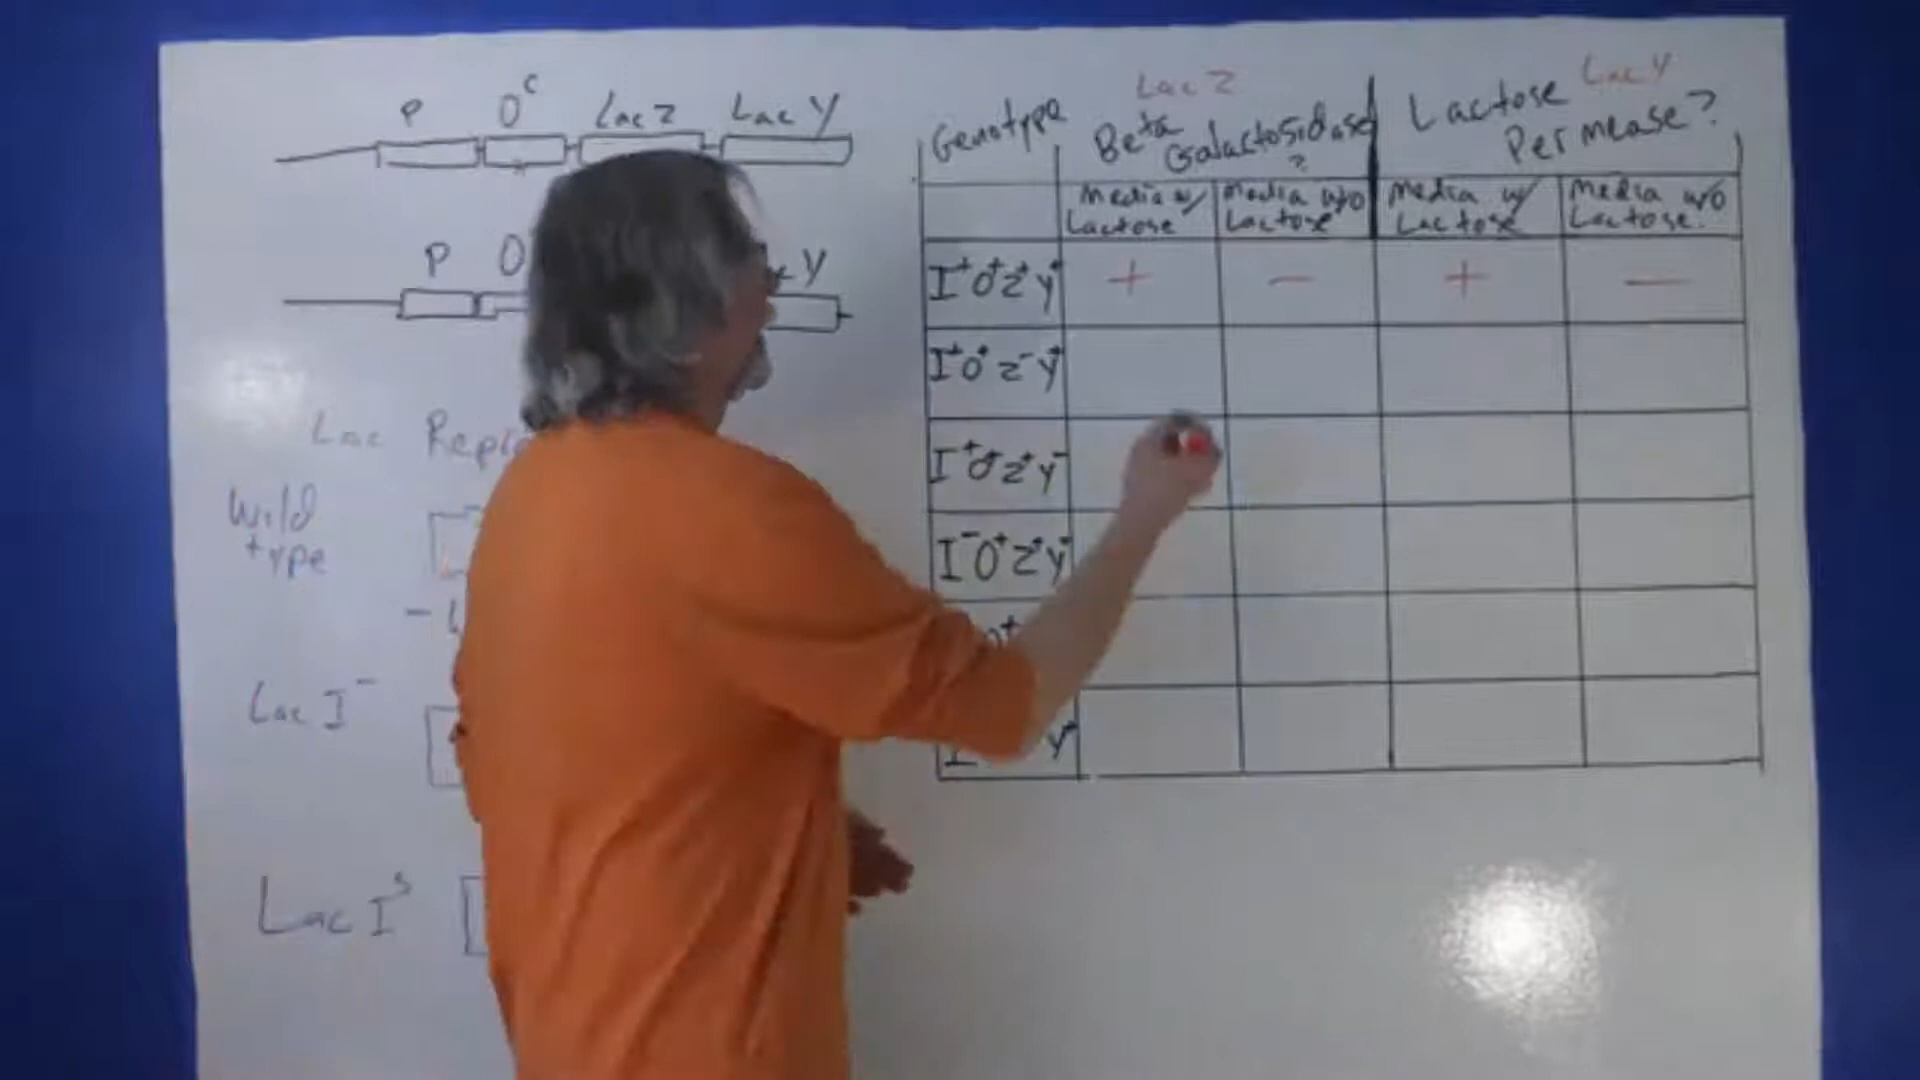 P O^c Lac Z Lac Y
P O Y
Lac
Wild
type
Lac I^-
Lac I^s
Lac Z
Lac Y
Genotype
Beta
Galactosidase
?
Lactose
Permease?
Media w/
Lactose
Media w/o
Lactose
Media w/
Lactose
Media w/o
Lactose.
I^+ O^+ Z^+ Y^+ + - + -
I^+ O^+ Z^- Y^+
I^+ O^+ Z^+ Y^-
I^- O^+ Z^+ Y^+
I Y^+